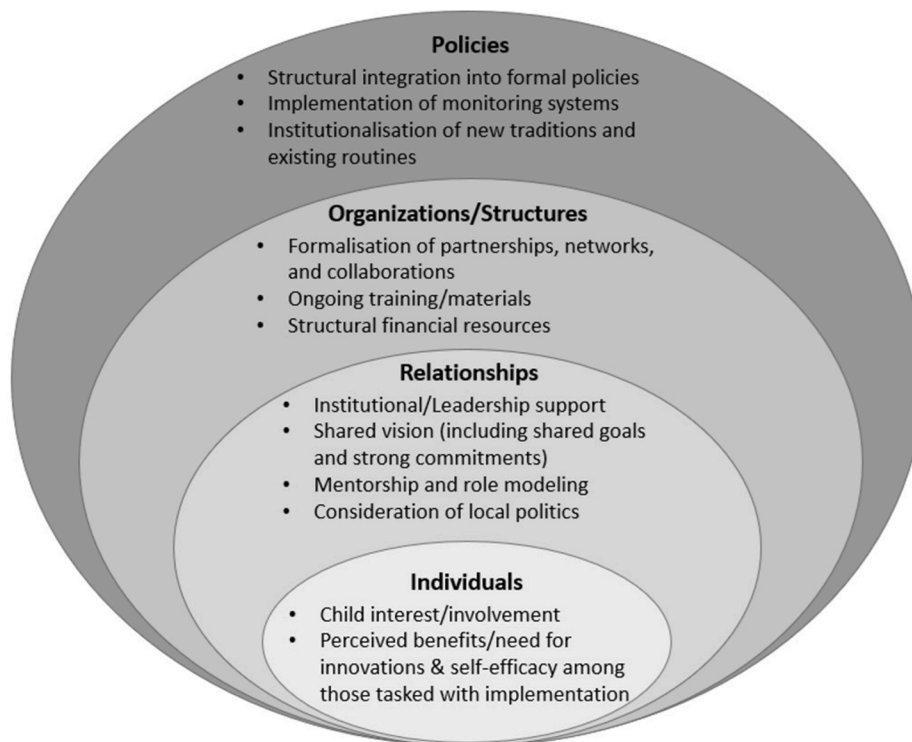 Policies
• Structural integration into formal policies
• Implementation of monitoring systems
• Institutionalisation of new traditions and
existing routines
Organizations/Structures
• Formalisation of partnerships, networks,
and collaborations
• Ongoing training/materials
• Structural financial resources
Relationships
• Institutional/Leadership support
• Shared vision (including shared goals
and strong commitments)
• Mentorship and role modeling
• Consideration of local politics
Individuals
• Child interest/involvement
• Perceived benefits/need for
innovations & self-efficacy among
those tasked with implementation